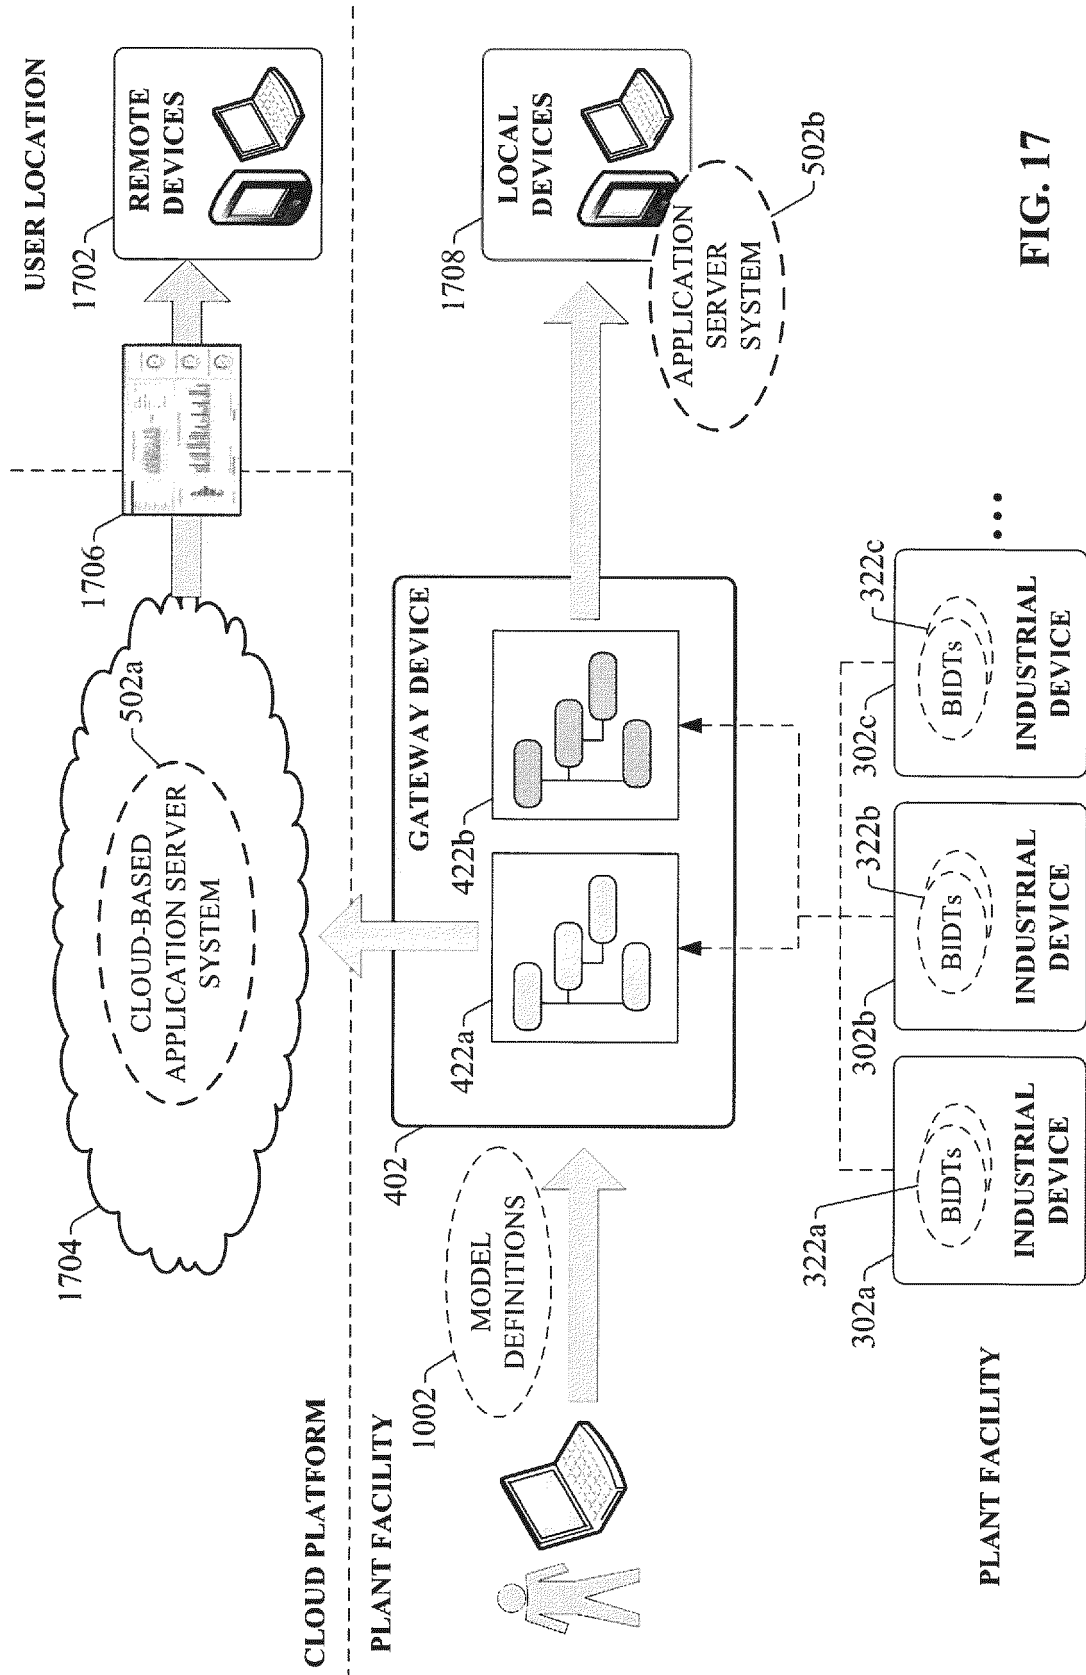 USER LOCATION
1702
REMOTE
DEVICES
1706
1704
502a
CLOUD-BASED
APPLICATION SERVER
SYSTEM
CLOUD PLATFORM
PLANT FACILITY
1002
MODEL
DEFINITIONS
402
GATEWAY DEVICE
422a
422b
1708
LOCAL
DEVICES
APPLICATION
SERVER
SYSTEM
502b
302a
322a
BIDTs
INDUSTRIAL
DEVICE
302b
322b
BIDTs
INDUSTRIAL
DEVICE
302c
322c
BIDTs
INDUSTRIAL
DEVICE
...
PLANT FACILITY
FIG. 17